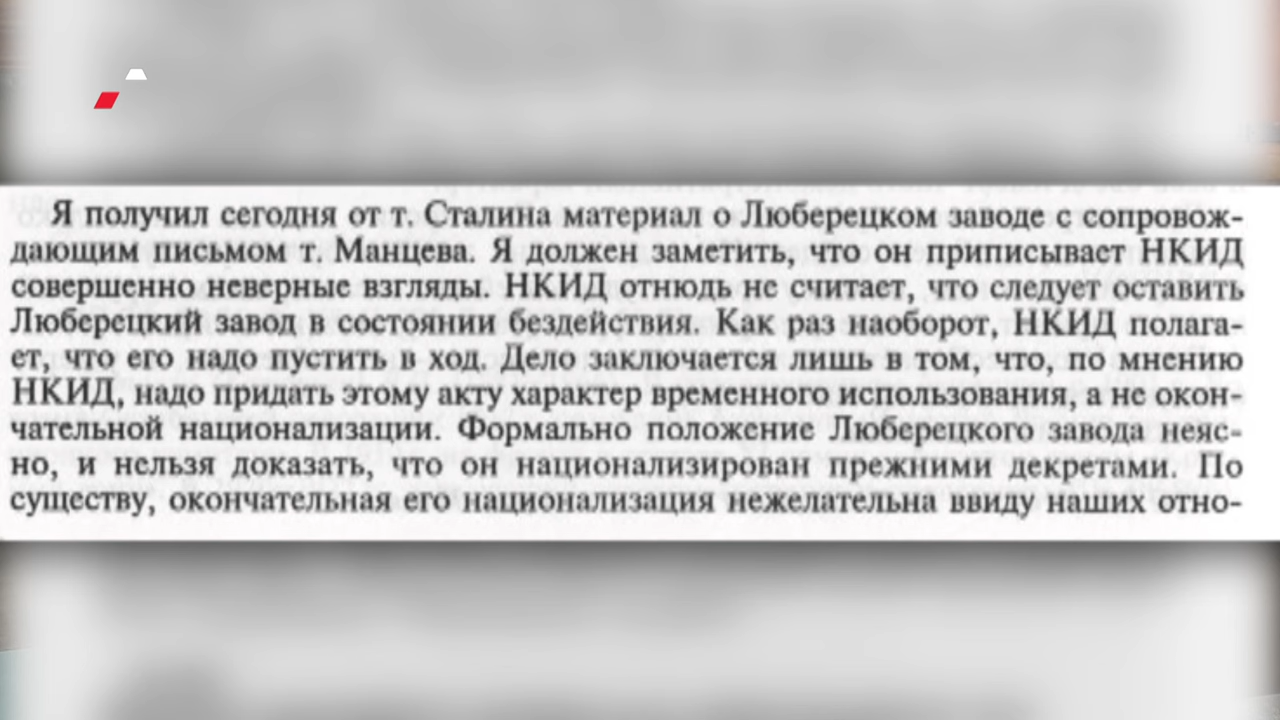 Я получил сегодня от т. Сталина материал о Люберецком заводе с сопровож-
дающим письмом т. Манцева. Я должен заметить, что он приписывает НКИД
совершенно неверные взгляды. НКИД отнюдь не считает, что следует оставить
Люберецкий завод в состоянии бездействия. Как раз наоборот, НКИД полага-
ет, что его надо пустить в ход. Дело заключается лишь в том, что, по мнению
НКИД, надо придать этому акту характер временного использования, а не окон-
чательной национализации. Формально положение Люберецкого завода неяс-
но, и нельзя доказать, что он национализирован прежними декретами. По
существу, окончательная его национализация нежелательна ввиду наших отно-